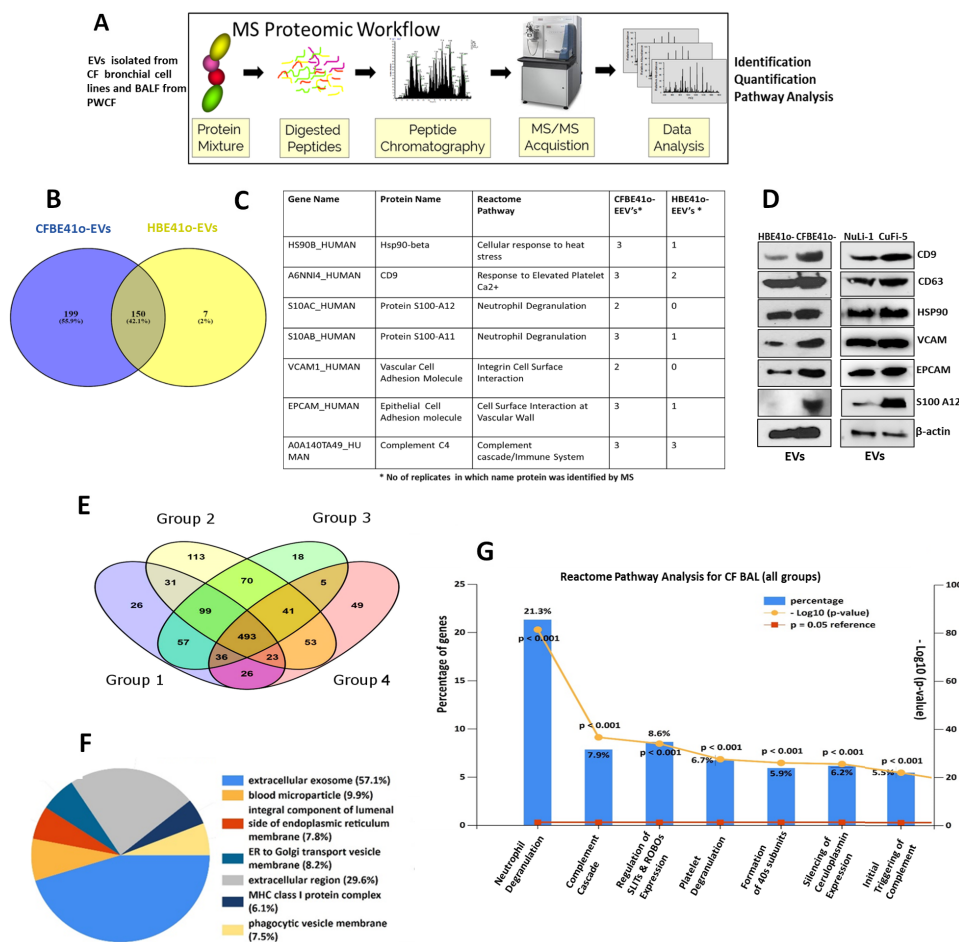 A
MS Proteomic Workflow
EVs isolated from
CF bronchial cell
lines and BALF from
PWCF
Identification
Quantification
Pathway Analysis
Protein
Mixture
Digested
Peptides
Peptide
Chromatography
MS/MS
Acquistion
Data
Analysis
B
CFBE41o-EVs
HBE41o-EVs
199
(55.9%)
150
(42.1%)
7
(2%)
C
Gene Name
Protein Name
Reactome
Pathway
CFBE41o-
EEV's*
HBE41o-
EEV's *
HS90B_HUMAN
Hsp90-beta
Cellular response to heat
stress
3
1
A6NNI4_HUMAN
CD9
Response to Elevated Platelet
Ca2+
3
2
S10AC_HUMAN
Protein S100-A12
Neutrophil Degranulation
2
0
S10AB_HUMAN
Protein S100-A11
Neutrophil Degranulation
3
1
VCAM1_HUMAN
Vascular Cell
Adhesion Molecule
Integrin Cell Surface
Interaction
2
0
EPCAM_HUMAN
Epithelial Cell
Adhesion molecule
Cell Surface Interaction at
Vascular Wall
3
1
A0A140TA49_HU
MAN
Complement C4
Complement
cascade/Immune System
3
3
* No of replicates in which name protein was identified by MS
D
HBE41o- CFBE41o-
NuLi-1 CuFi-5
CD9
CD63
HSP90
VCAM
EPCAM
S100 A12
β-actin
EVs
EVs
E
Group 2
Group 3
113
18
31
70
5
26
99
41
49
493
57
53
36
23
26
Group 1
Group 4
F
extracellular exosome (57.1%)
blood microparticle (9.9%)
integral component of lumenal
side of endoplasmic reticulum
membrane (7.8%)
ER to Golgi transport vesicle
membrane (8.2%)
extracellular region (29.6%)
MHC class I protein complex
(6.1%)
phagocytic vesicle membrane
(7.5%)
G
Reactome Pathway Analysis for CF BAL (all groups)
percentage
- Log10 (p-value)
p = 0.05 reference
Percentage of genes
25
20
15
10
5
0
- Log10 (p-value)
100
80
60
40
20
0
21.3%
p < 0.001
p < 0.001
7.9%
8.6%
p < 0.001
p < 0.001
6.7%
p < 0.001
5.9%
p < 0.001
6.2%
p < 0.001
5.5%
Neutrophil
Degranulation
Complement
Cascade
Regulation of
SLITs & ROBOs
Expression
Platelet
Degranulation
Formation
of 40s subunits
Silencing of
Ceruloplasmin
Expression
Initial
Triggering of
Complement